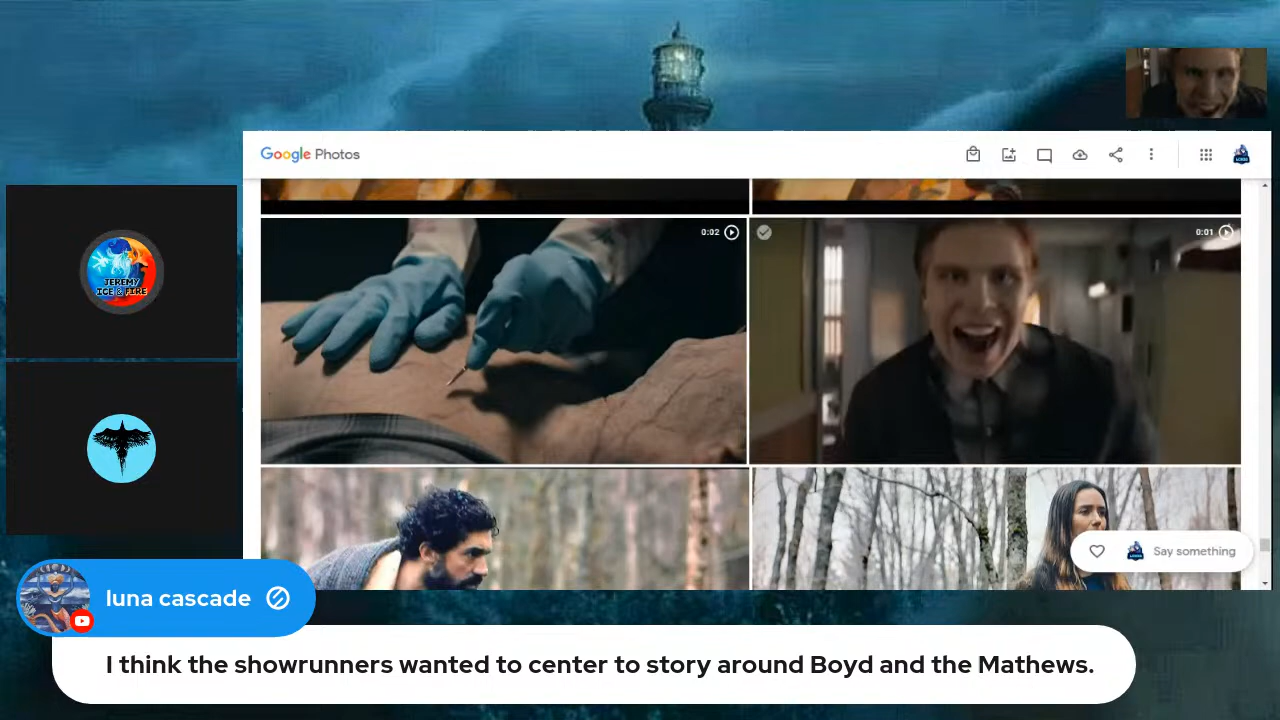 Google Photos
0:02
0:01
JEREMY
ICE & FIRE
Say something
luna cascade
I think the showrunners wanted to center to story around Boyd and the Mathews.